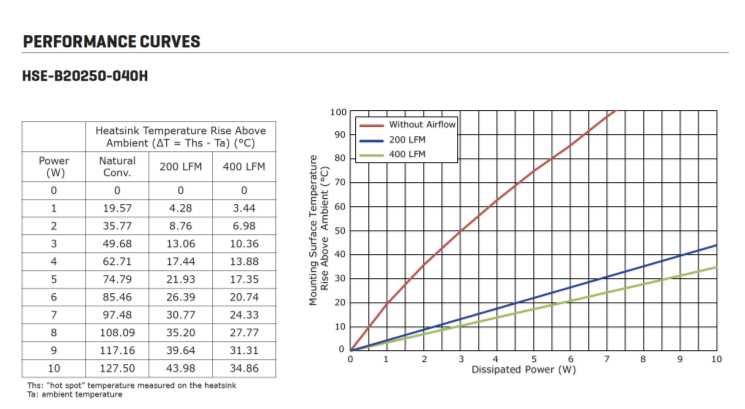 PERFORMANCE CURVES
HSE-B20250-040H
Heatsink Temperature Rise Above
Ambient (ΔT = Ths - Ta) (°C)
Power
(W)
Natural
Conv.
200 LFM
400 LFM
0 0 0 0
1 19.57 4.28 3.44
2 35.77 8.76 6.98
3 49.68 13.06 10.36
4 62.71 17.44 13.88
5 74.79 21.93 17.35
6 85.46 26.39 20.74
7 97.48 30.77 24.33
8 108.09 35.20 27.77
9 117.16 39.64 31.31
10 127.50 43.98 34.86
Ths: "hot spot" temperature measured on the heatsink
Ta: ambient temperature
Mounting Surface Temperature
Rise Above Ambient (°C)
100
90
80
70
60
50
40
30
20
10
0
Without Airflow
200 LFM
400 LFM
0 1 2 3 4 5 6 7 8 9 10
Dissipated Power (W)